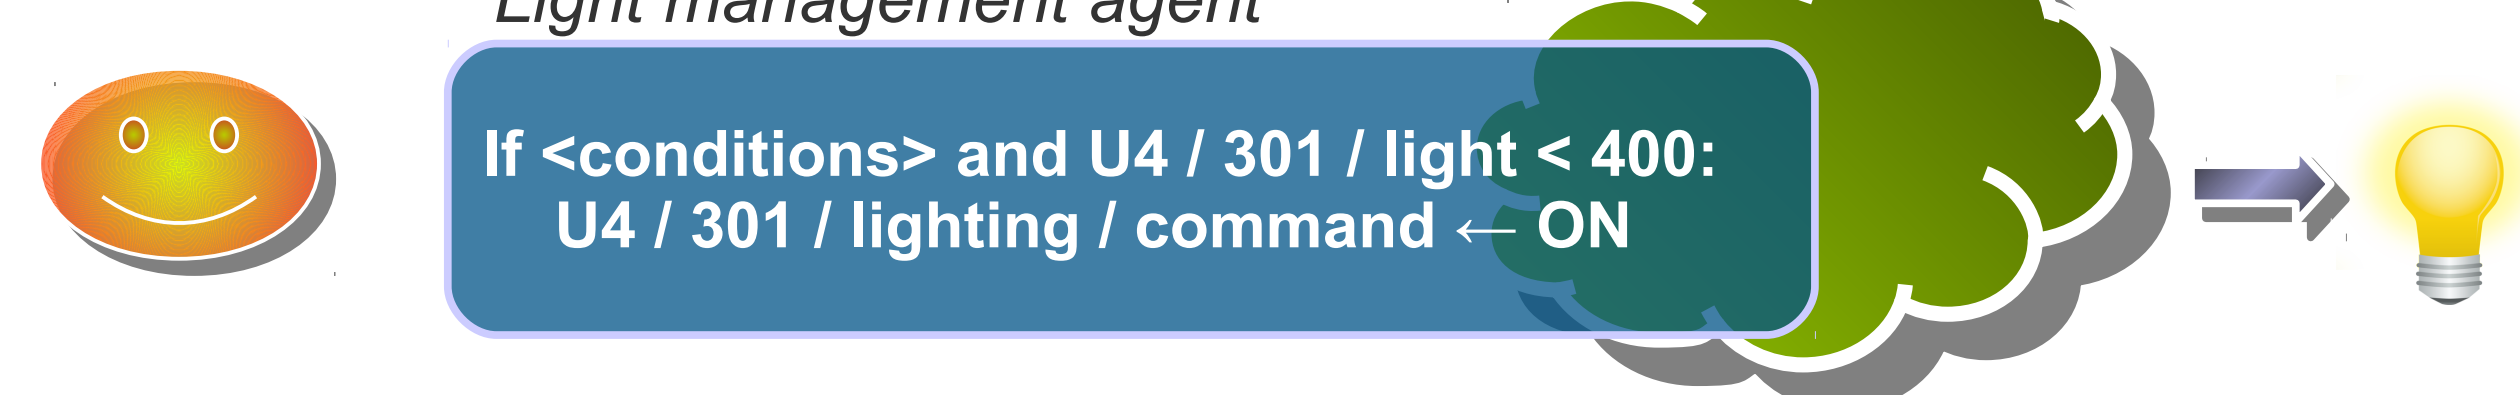 Light management agent
If <conditions> and U4 / 301 / light < 400:
U4 / 301 / lighting / command ← ON